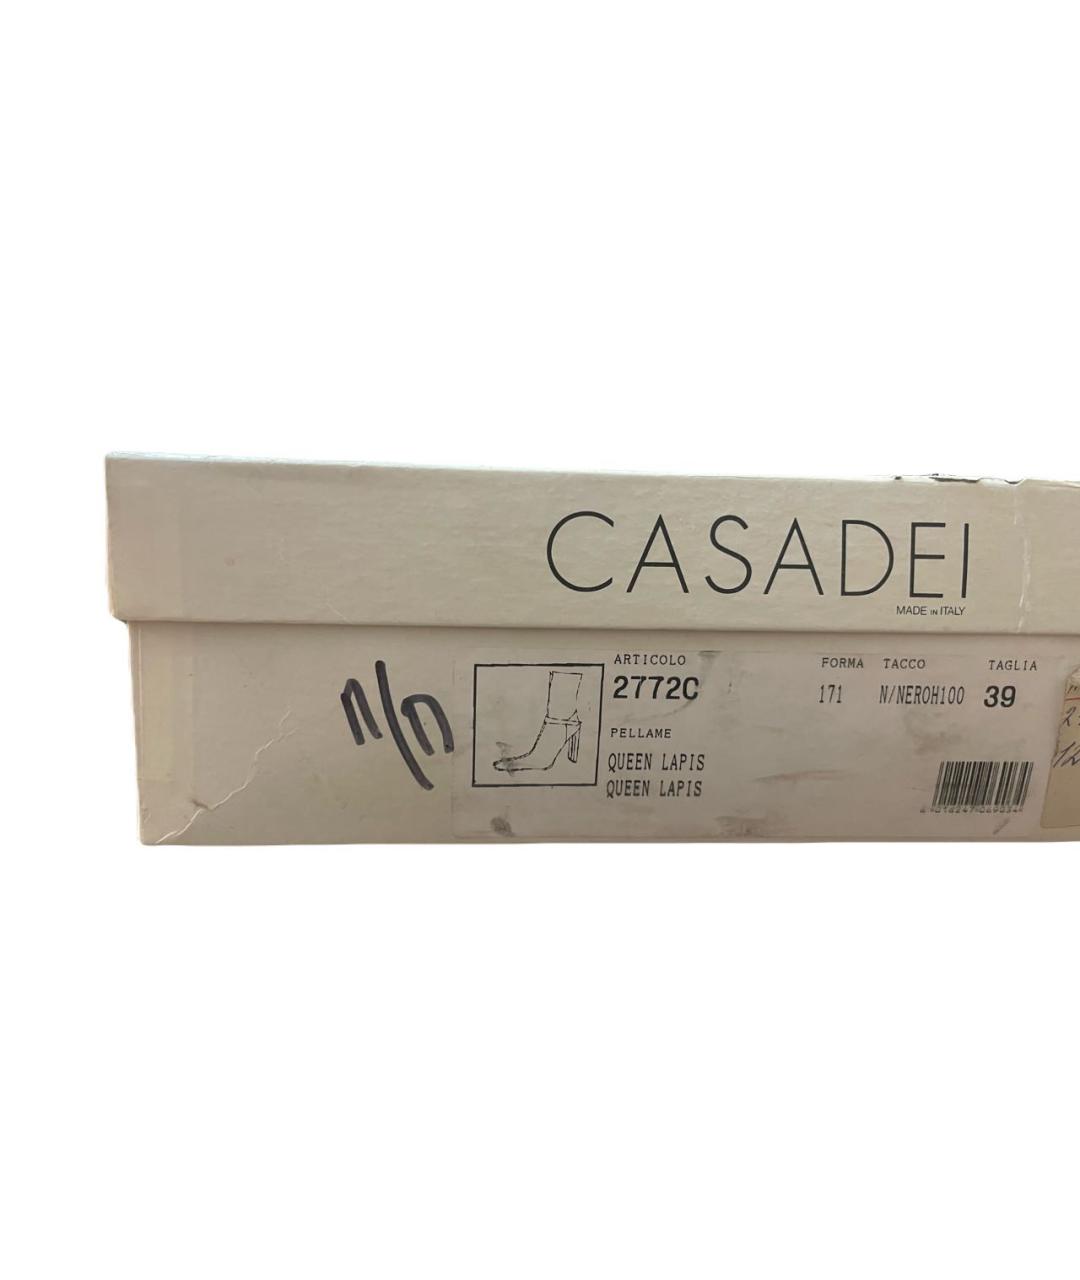 CASADEI
MADE IN ITALY
ARTICOLO
2772C
FORMA TACCO TAGLIA
171 N/NEROH100 39
PELLAME
QUEEN LAPIS
QUEEN LAPIS